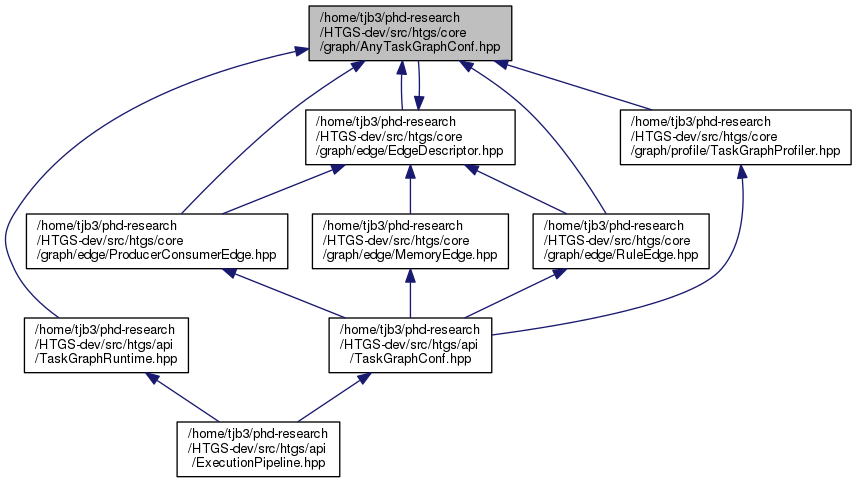 /home/tjb3/phd-research
/HTGS-dev/src/htgs/core
/graph/AnyTaskGraphConf.hpp
/home/tjb3/phd-research
/HTGS-dev/src/htgs/core
/graph/edge/EdgeDescriptor.hpp
/home/tjb3/phd-research
/HTGS-dev/src/htgs/core
/graph/profile/TaskGraphProfiler.hpp
/home/tjb3/phd-research
/HTGS-dev/src/htgs/core
/graph/edge/ProducerConsumerEdge.hpp
/home/tjb3/phd-research
/HTGS-dev/src/htgs/core
/graph/edge/MemoryEdge.hpp
/home/tjb3/phd-research
/HTGS-dev/src/htgs/core
/graph/edge/RuleEdge.hpp
/home/tjb3/phd-research
/HTGS-dev/src/htgs/api
/TaskGraphRuntime.hpp
/home/tjb3/phd-research
/HTGS-dev/src/htgs/api
/TaskGraphConf.hpp
/home/tjb3/phd-research
/HTGS-dev/src/htgs/api
/ExecutionPipeline.hpp